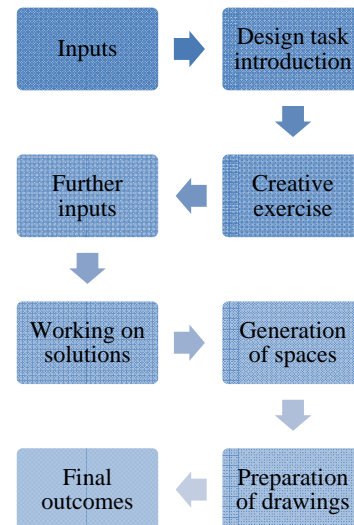 Inputs
Design task
introduction
Creative
exercise
Further
inputs
Working on
solutions
Generation
of spaces
Preparation
of drawings
Final
outcomes